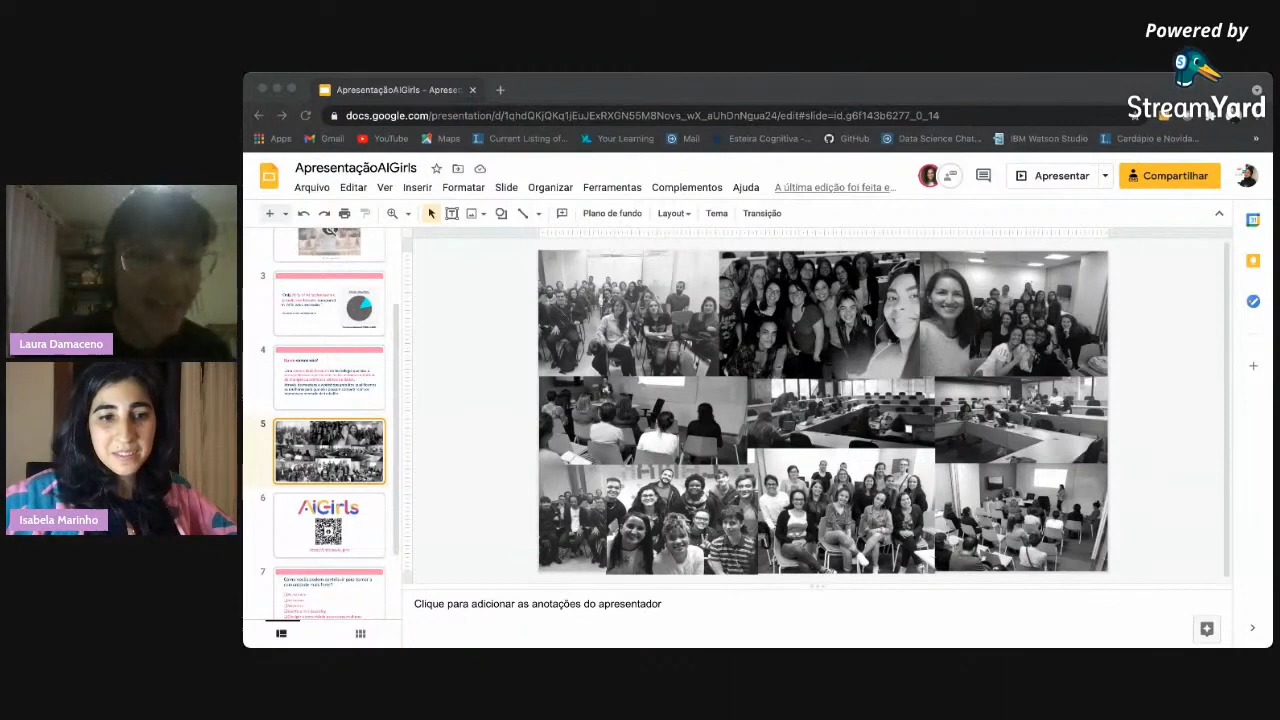 Powered by
StreamYard
ApresentaçãoAIGirls - Apresen
docs.google.com/presentation/d/1qhdQKjQKq1jEuJExRXGN55M8Novs_wX_aUhDnNgua24/edit#slide=id.g6f143b6277_0_14
Apps Gmail YouTube Maps Current Listing of... Your Learning Mail Esteira Cognitiva -... GitHub Data Science Chat... IBM Watson Studio Cardápio e Novida... »
ApresentaçãoAIGirls
Arquivo Editar Ver Inserir Formatar Slide Organizar Ferramentas Complementos Ajuda A última edição foi feita e...
Apresentar
Compartilhar
Plano de fundo Layout Tema Transição
3
4
5
6
AiGirls
7
Clique para adicionar as anotações do apresentador
Laura Damaceno
Isabela Marinho